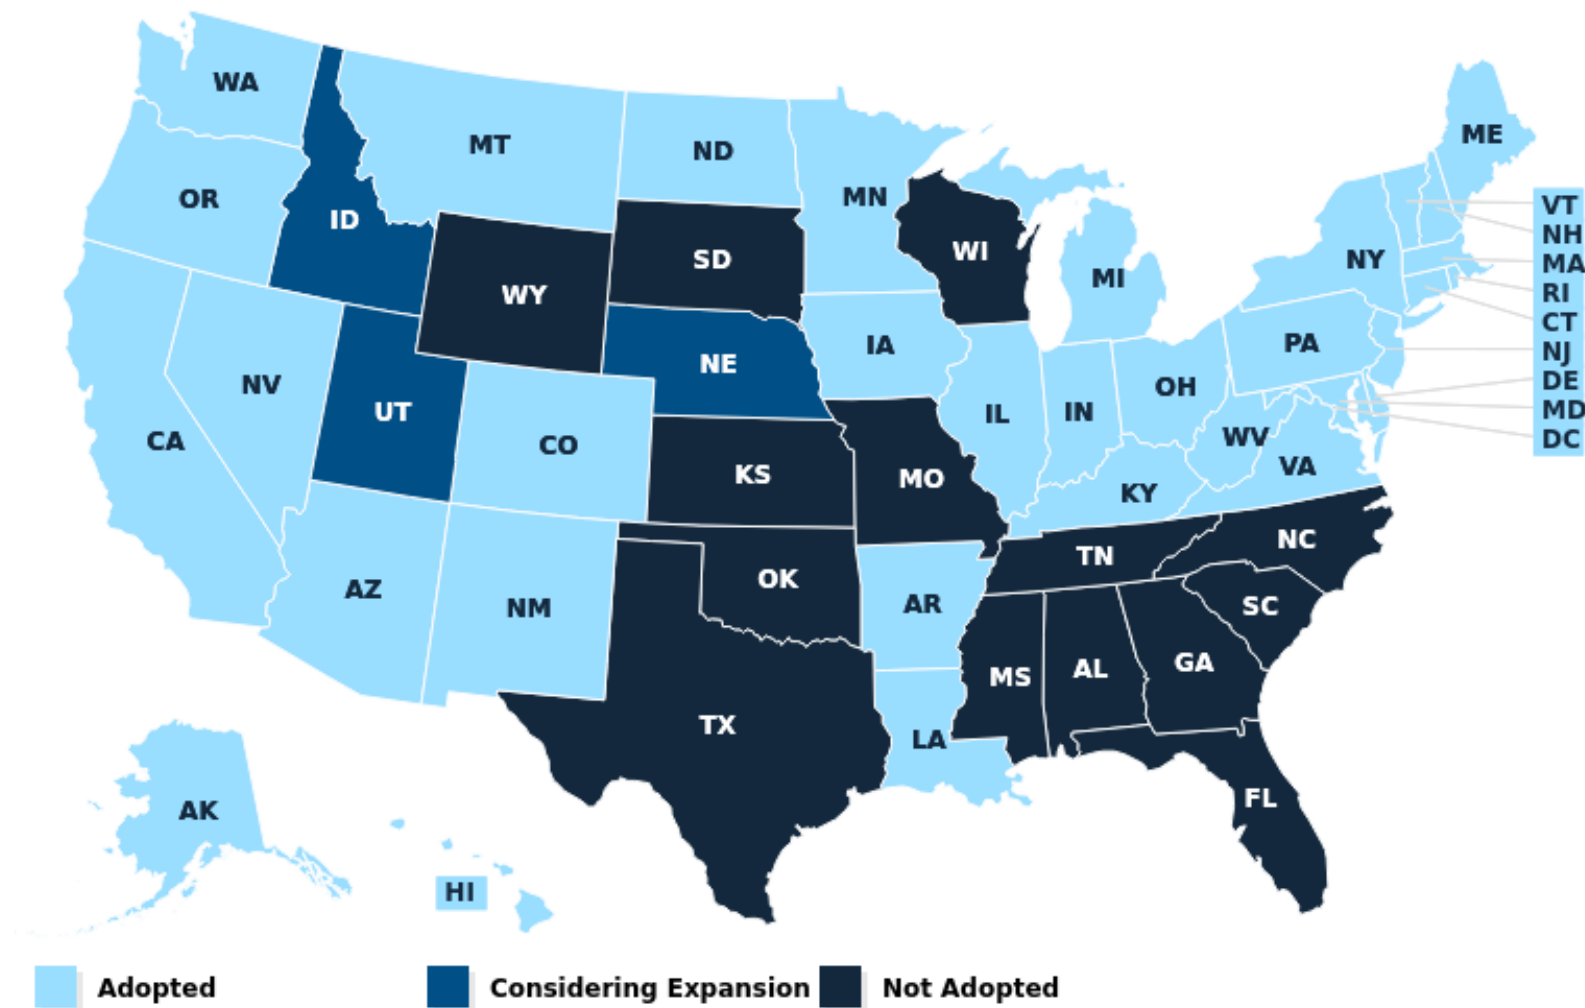 WA
MT
ND
ME
OR
ID
MN
VT
NH
MA
RI
CT
NJ
DE
MD
DC
WY
SD
WI
MI
NY
NV
UT
NE
IA
PA
CA
CO
KS
MO
IL
IN
OH
WV
VA
KY
AZ
NM
OK
AR
TN
NC
SC
TX
LA
MS
AL
GA
FL
AK
HI
Adopted
Considering Expansion
Not Adopted